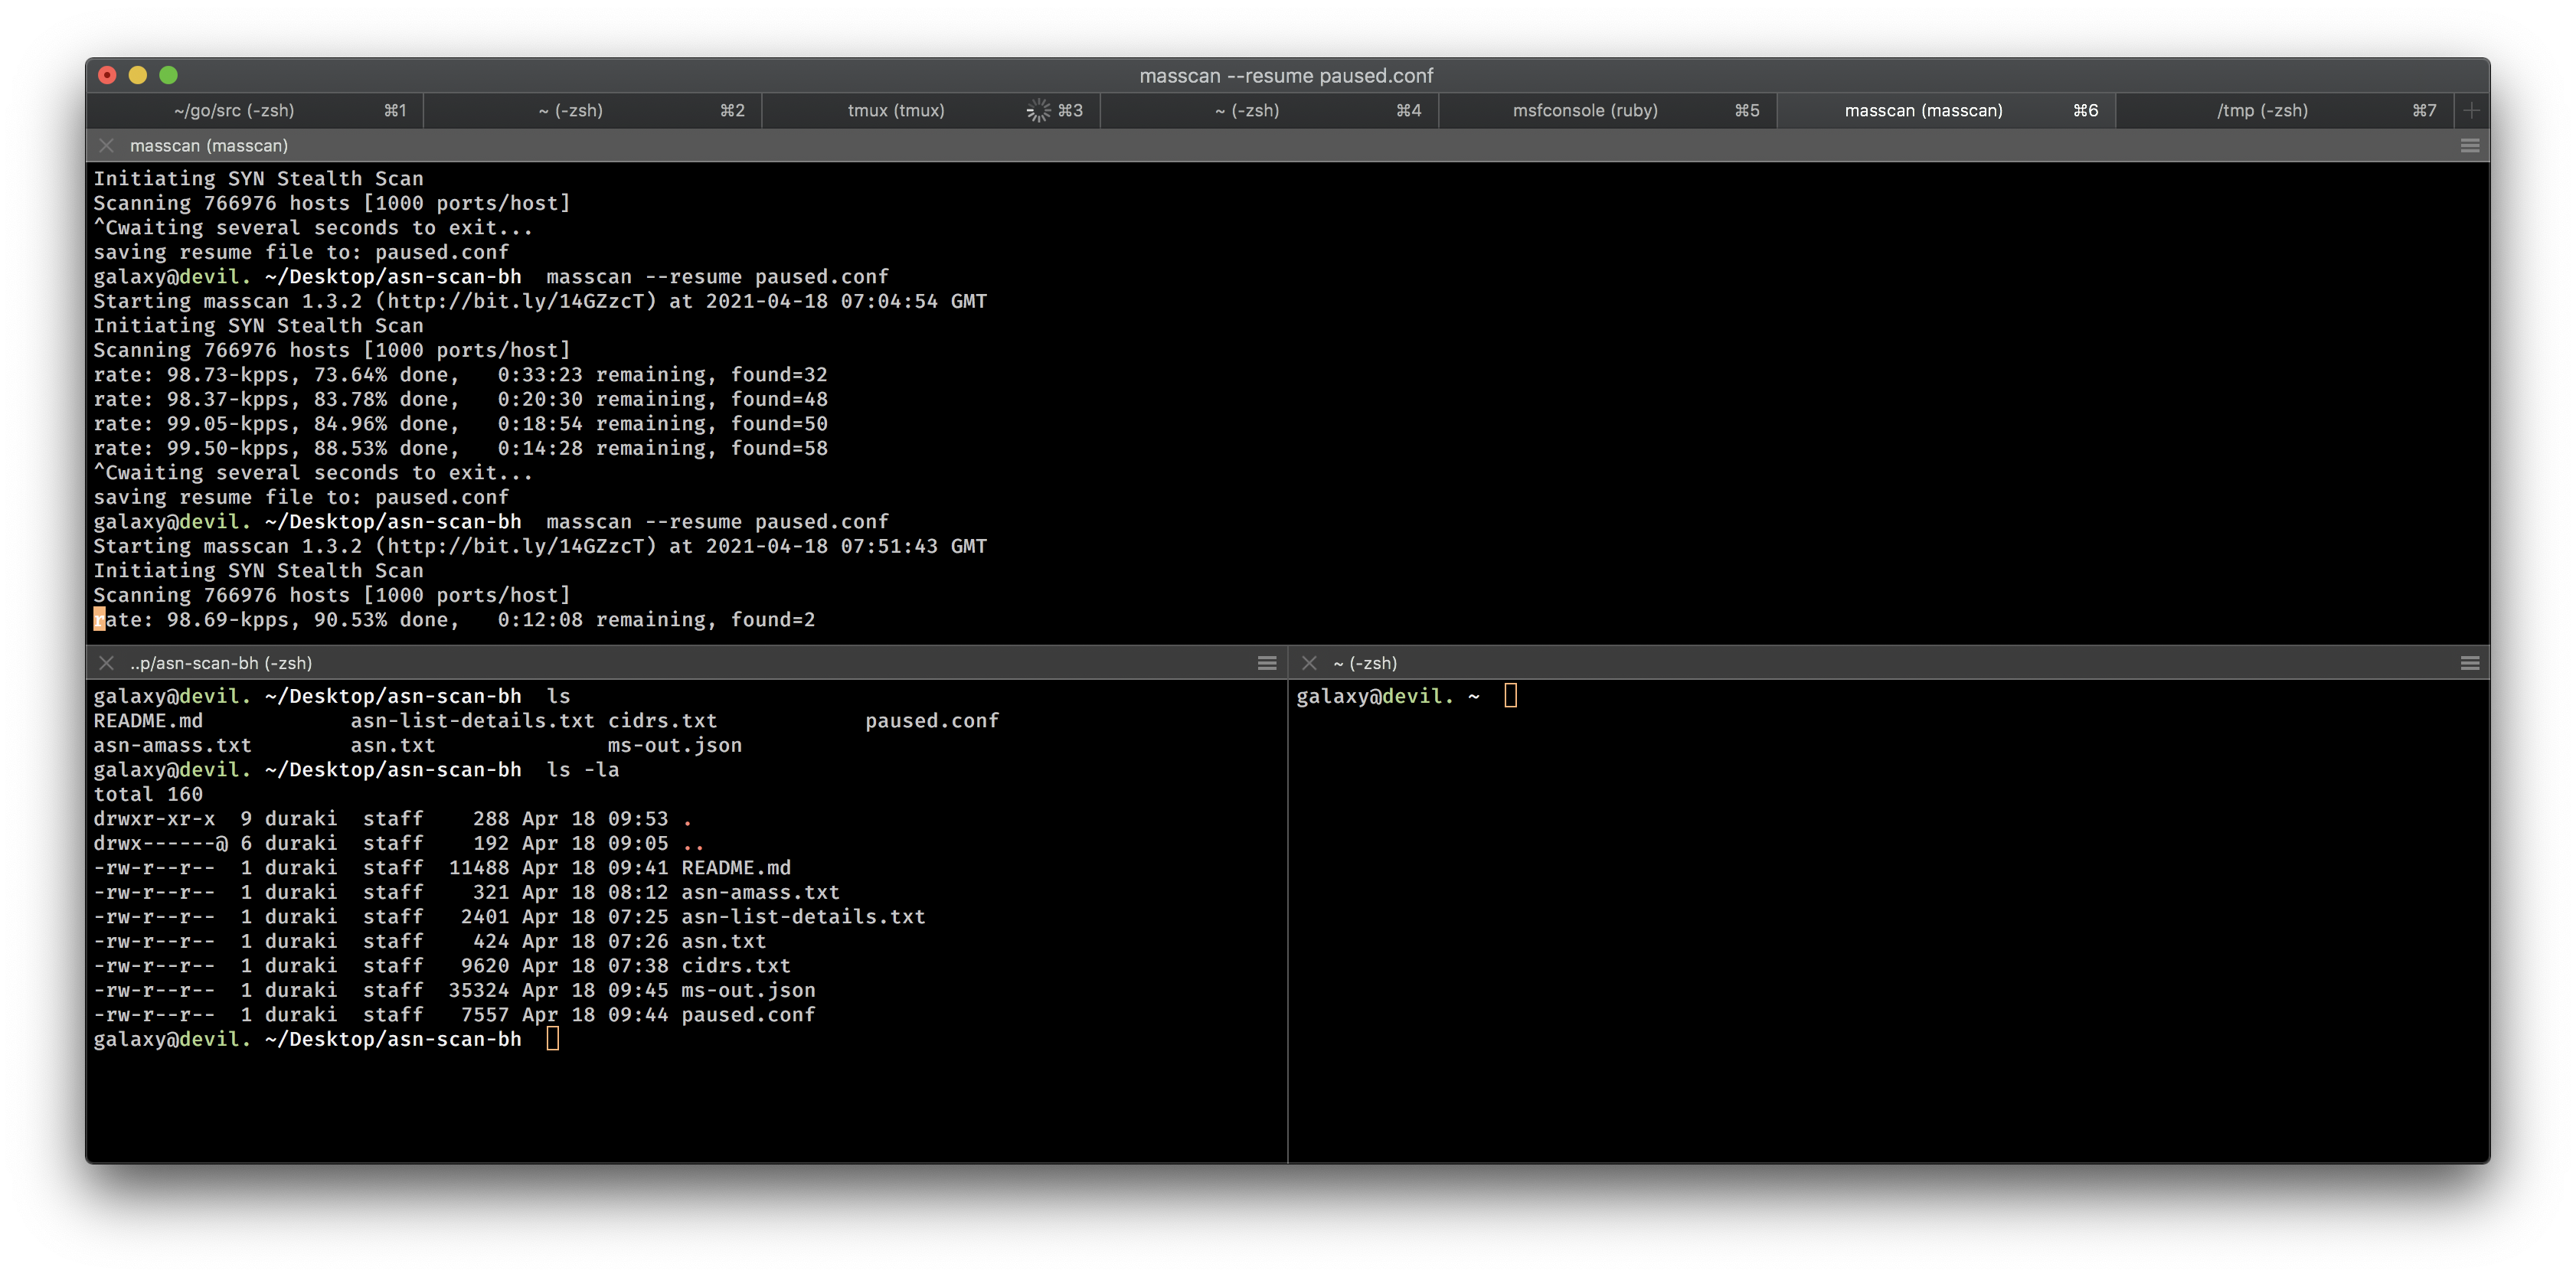 masscan --resume paused.conf
~/go/src (-zsh) ⌘1 ~ (-zsh) ⌘2 tmux (tmux) ⌘3 ~ (-zsh) ⌘4 msfconsole (ruby) ⌘5 masscan (masscan) ⌘6 /tmp (-zsh) ⌘7
masscan (masscan)
Initiating SYN Stealth Scan
Scanning 766976 hosts [1000 ports/host]
^Cwaiting several seconds to exit...
saving resume file to: paused.conf
galaxy@devil. ~/Desktop/asn-scan-bh  masscan --resume paused.conf
Starting masscan 1.3.2 (http://bit.ly/14GZzcT) at 2021-04-18 07:04:54 GMT
Initiating SYN Stealth Scan
Scanning 766976 hosts [1000 ports/host]
rate: 98.73-kpps, 73.64% done,   0:33:23 remaining, found=32
rate: 98.37-kpps, 83.78% done,   0:20:30 remaining, found=48
rate: 99.05-kpps, 84.96% done,   0:18:54 remaining, found=50
rate: 99.50-kpps, 88.53% done,   0:14:28 remaining, found=58
^Cwaiting several seconds to exit...
saving resume file to: paused.conf
galaxy@devil. ~/Desktop/asn-scan-bh  masscan --resume paused.conf
Starting masscan 1.3.2 (http://bit.ly/14GZzcT) at 2021-04-18 07:51:43 GMT
Initiating SYN Stealth Scan
Scanning 766976 hosts [1000 ports/host]
rate: 98.69-kpps, 90.53% done,   0:12:08 remaining, found=2
..p/asn-scan-bh (-zsh)
galaxy@devil. ~/Desktop/asn-scan-bh  ls
README.md            asn-list-details.txt cidrs.txt            paused.conf
asn-amass.txt        asn.txt              ms-out.json
galaxy@devil. ~/Desktop/asn-scan-bh  ls -la
total 160
drwxr-xr-x  9 duraki  staff    288 Apr 18 09:53 .
drwx------@ 6 duraki  staff    192 Apr 18 09:05 ..
-rw-r--r--  1 duraki  staff  11488 Apr 18 09:41 README.md
-rw-r--r--  1 duraki  staff    321 Apr 18 08:12 asn-amass.txt
-rw-r--r--  1 duraki  staff   2401 Apr 18 07:25 asn-list-details.txt
-rw-r--r--  1 duraki  staff    424 Apr 18 07:26 asn.txt
-rw-r--r--  1 duraki  staff   9620 Apr 18 07:38 cidrs.txt
-rw-r--r--  1 duraki  staff  35324 Apr 18 09:45 ms-out.json
-rw-r--r--  1 duraki  staff   7557 Apr 18 09:44 paused.conf
galaxy@devil. ~/Desktop/asn-scan-bh
~ (-zsh)
galaxy@devil. ~